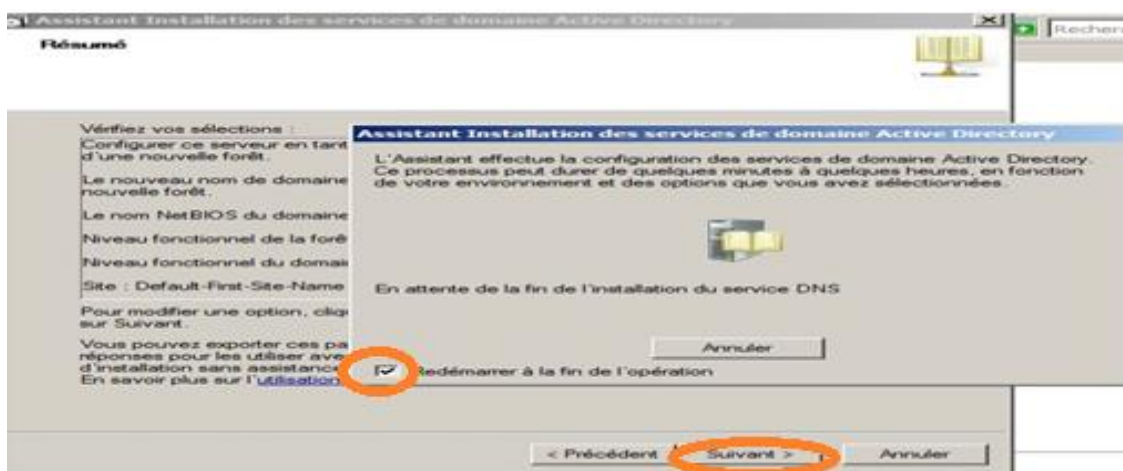 Assistant Installation des services de domaine Active Directory
Recher
Résumé
Vérifiez vos sélections :
Configurer ce serveur en tant
d'une nouvelle forêt.
Le nouveau nom de domaine
nouvelle forêt.
Le nom NetBIOS du domaine
Niveau fonctionnel de la forê
Niveau fonctionnel du domai
Site : Default-First-Site-Name
Pour modifier une option, cliq
sur Suivant.
Vous pouvez exporter ces pa
réponses pour les utiliser ave
d'installation sans assistance
En savoir plus sur l'utilisation
Assistant Installation des services de domaine Active Directory
L'Assistant effectue la configuration des services de domaine Active Directory.
Ce processus peut durer de quelques minutes à quelques heures, en fonction
de votre environnement et des options que vous avez sélectionnées.
En attente de la fin de l'installation du service DNS
Annuler
Redémarrer à la fin de l'opération
< Précédent
Suivant >
Annuler